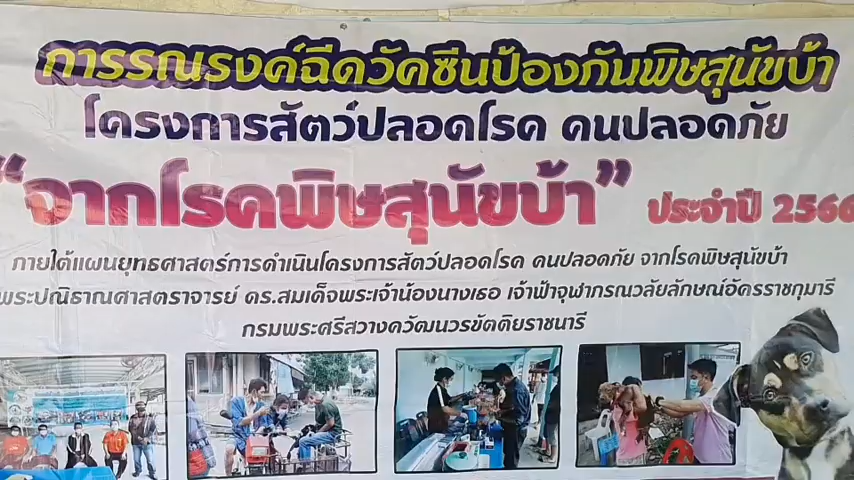 การรณรงค์ฉีดวัคซีนป้องกันพิษสุนัขบ้า
โครงการสัตว์ปลอดโรค คนปลอดภัย
“จากโรคพิษสุนัขบ้า” ประจำปี 2566
ภายใต้แผนยุทธศาสตร์การดำเนินโครงการสัตว์ปลอดโรค คนปลอดภัย จากโรคพิษสุนัขบ้า
พระปณิธานศาสตราจารย์ ดร.สมเด็จพระเจ้าน้องนางเธอ เจ้าฟ้าจุฬาภรณวลัยลักษณ์อัครราชกุมารี
กรมพระศรีสวางควัฒนวรขัตติยราชนารี